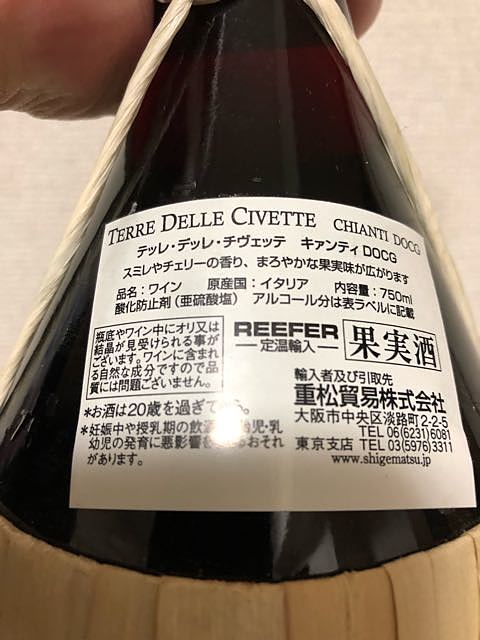 TERRE DELLE CIVETTE CHIANTI DOCG
テッレ・デッレ・チヴェッテ キァンティDOCG
スミレやチェリーの香り、まろやかな果実味が広がります
品名：ワイン 原産国：イタリア 内容量：750ml
酸化防止剤（亜硫酸塩） アルコール分は表ラベルに記載
瓶底やワイン中にオリ又は
結晶が見受けられる事が
ございます。ワインに含まれ
る自然な成分ですので品
質には問題ございません。
REEFER
定温輸入
果実酒
輸入者及び引取先
重松貿易株式会社
大阪市中央区淡路町2-2-5
TEL 06(6231)6081
東京支店 TEL 03(5976)3311
www.shigematsu.jp
*お酒は20歳を過ぎて
*妊娠中や授乳期の飲 児・乳
幼児の発育に悪影響を おそれ
があります。